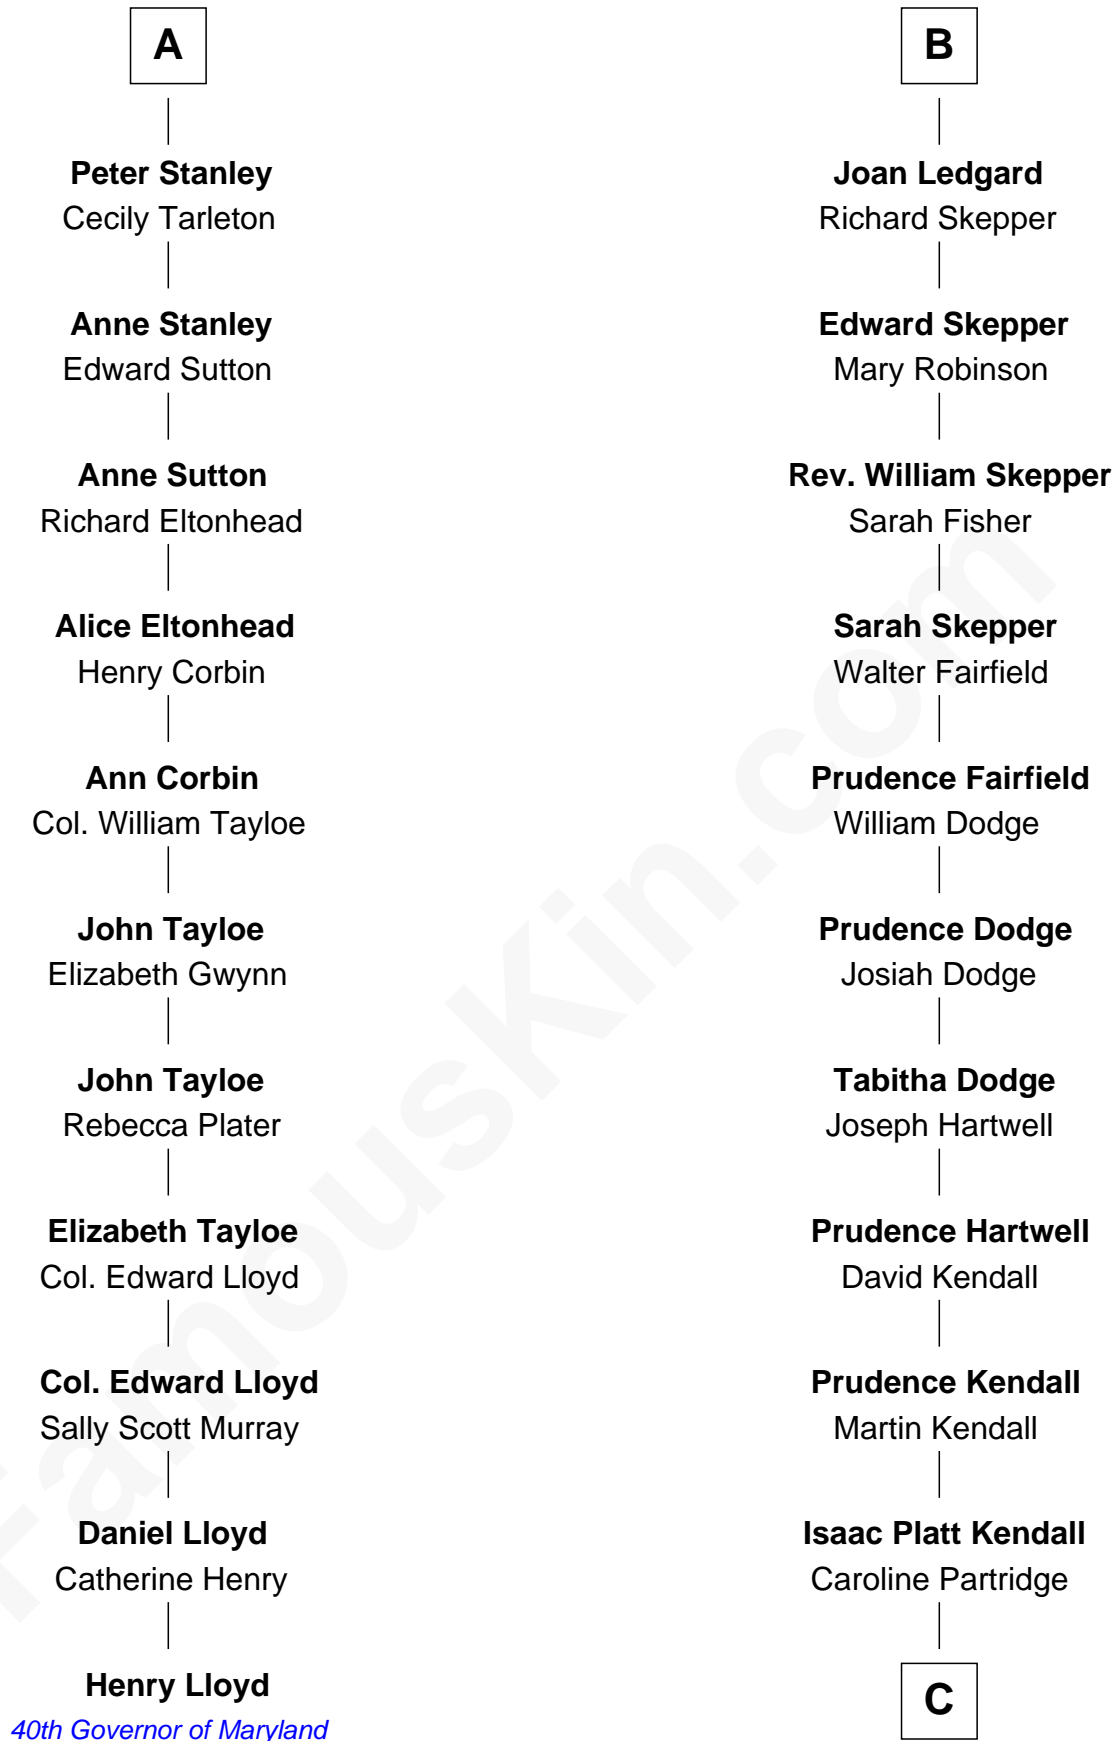 A
Peter Stanley
Cecily Tarleton
Anne Stanley
Edward Sutton
Anne Sutton
Richard Eltonhead
Alice Eltonhead
Henry Corbin
Ann Corbin
Col. William Tayloe
John Tayloe
Elizabeth Gwynn
John Tayloe
Rebecca Plater
Elizabeth Tayloe
Col. Edward Lloyd
Col. Edward Lloyd
Sally Scott Murray
Daniel Lloyd
Catherine Henry
Henry Lloyd
40th Governor of Maryland
B
Joan Ledgard
Richard Skepper
Edward Skepper
Mary Robinson
Rev. William Skepper
Sarah Fisher
Sarah Skepper
Walter Fairfield
Prudence Fairfield
William Dodge
Prudence Dodge
Josiah Dodge
Tabitha Dodge
Joseph Hartwell
Prudence Hartwell
David Kendall
Prudence Kendall
Martin Kendall
Isaac Platt Kendall
Caroline Partridge
C
FamousKin.com